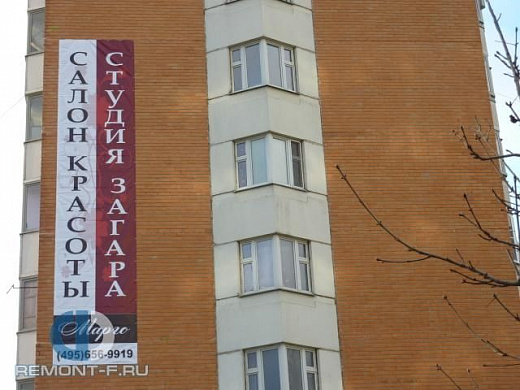 САЛОН КРАСОТЫ
СТУДИЯ ЗАГАРА
Марго
(495)656-9919
REMONT-F.RU